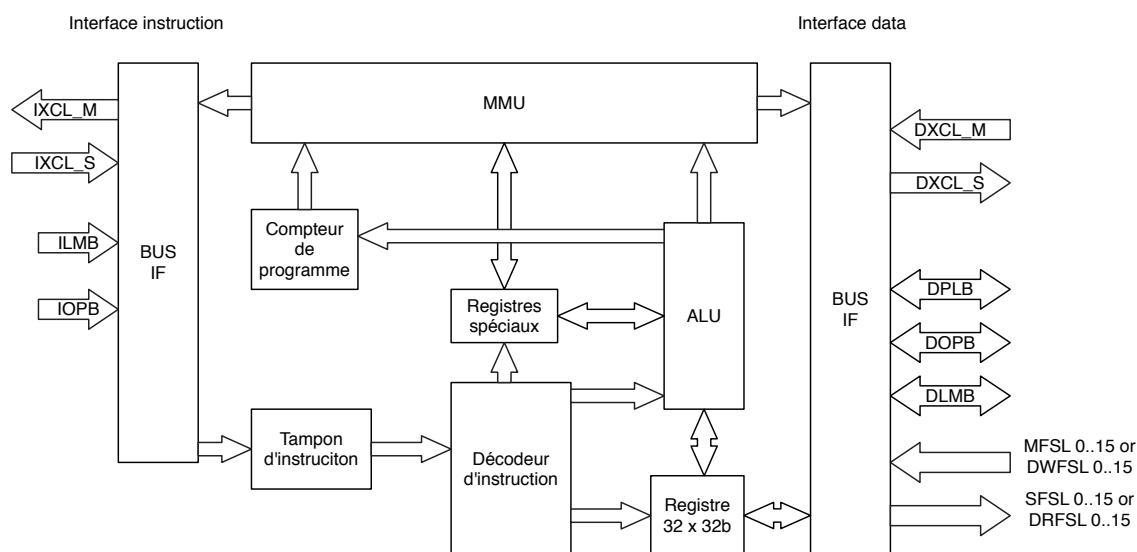 Interface instruction
Interface data
IXCL_M
IXCL_S
ILMB
IOPB
BUS
IF
MMU
Compteur
de
programme
Registres
spéciaux
ALU
Tampon
d'instruciton
Décodeur
d'instruction
Registre
32 x 32b
BUS
IF
DXCL_M
DXCL_S
DPLB
DOPB
DLMB
MFSL 0..15 or
DWFSL 0..15
SFSL 0..15 or
DRFSL 0..15